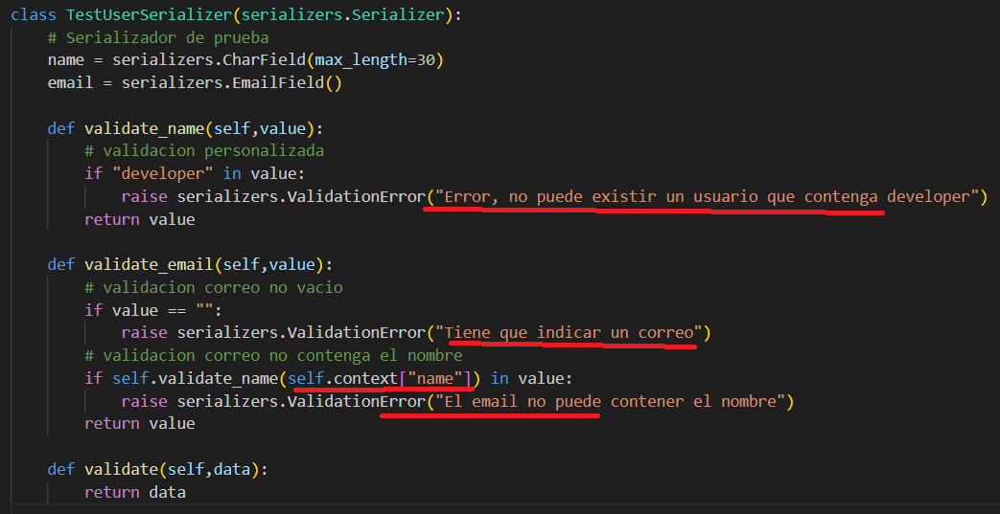 class TestUserSerializer(serializers.Serializer):
    # Serializador de prueba
    name = serializers.CharField(max_length=30)
    email = serializers.EmailField()

    def validate_name(self,value):
        # validacion personalizada
        if "developer" in value:
            raise serializers.ValidationError("Error, no puede existir un usuario que contenga developer")
        return value

    def validate_email(self,value):
        # validacion correo no vacio
        if value == "":
            raise serializers.ValidationError("Tiene que indicar un correo")
        # validacion correo no contenga el nombre
        if self.validate_name(self.context["name"]) in value:
            raise serializers.ValidationError("El email no puede contener el nombre")
        return value

    def validate(self,data):
        return data